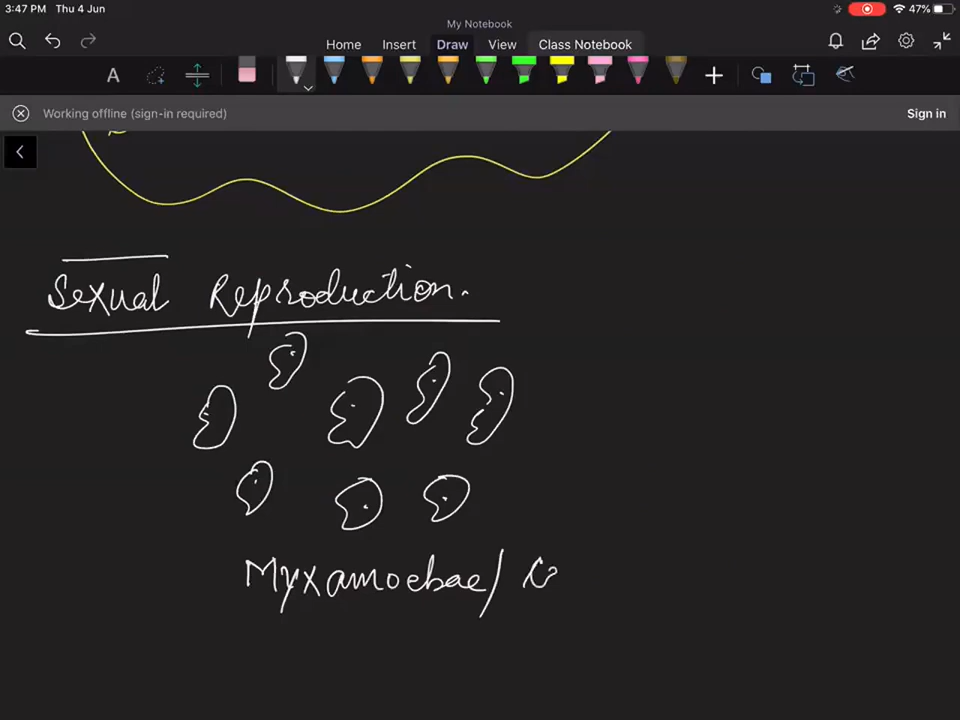 3:47 PM Thu 4 Jun
47%
My Notebook
Home Insert Draw View Class Notebook
A
Working offline (sign-in required) Sign in
Sexual Reproduction.
Myxamoebae/